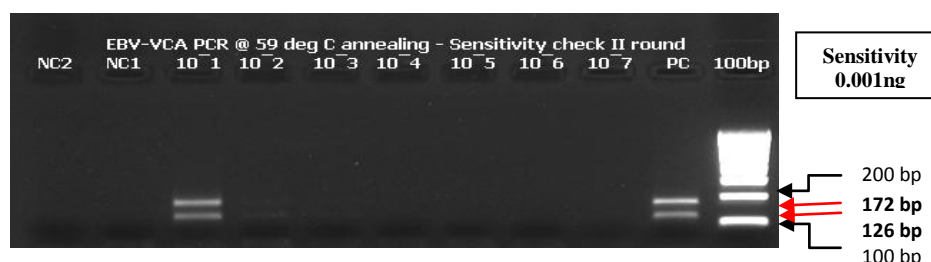 EBV-VCA PCR @ 59 deg C annealing - Sensitivity check II round
NC2 NC1 10^-1 10^-2 10^-3 10^-4 10^-5 10^-6 10^-7 PC 100bp
Sensitivity
0.001ng
200 bp
172 bp
126 bp
100 bp